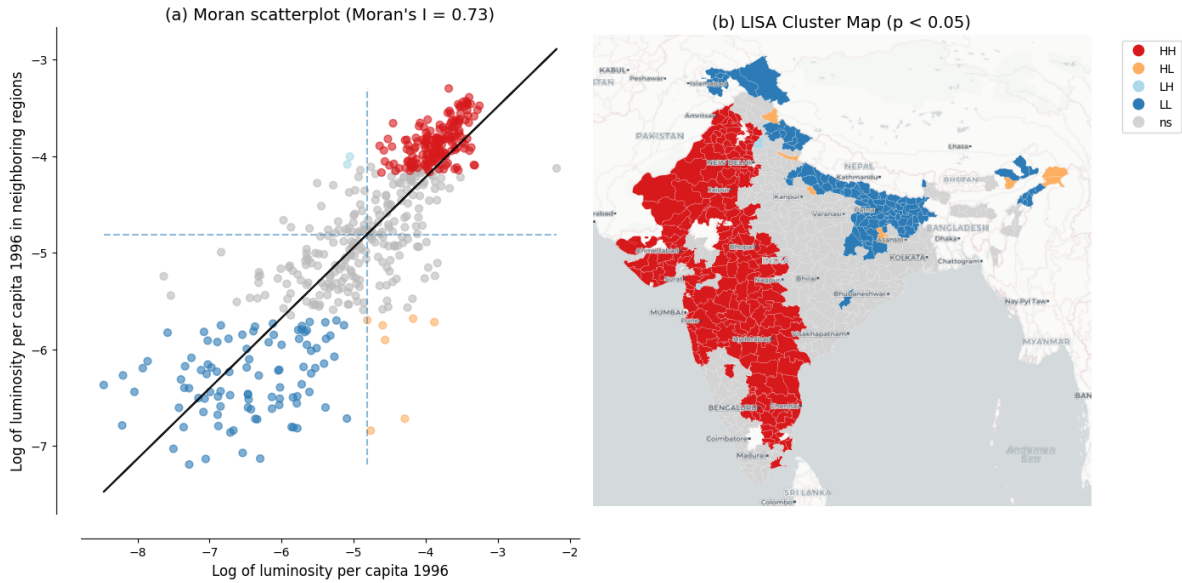 (a) Moran scatterplot (Moran's I = 0.73)
Log of luminosity per capita 1996 in neighboring regions
−3
−4
−5
−6
−7
−8
−7
−6
−5
−4
−3
−2
Log of luminosity per capita 1996
(b) LISA Cluster Map (p < 0.05)
KABUL
Peshawar
Islamabad
Amritsar
PAKISTAN
NEW DELHI
Jaipur
NEPAL
Kathmandu
Lhasa
BHUTAN
Kanpur
Varanasi
Patna
BANGLADESH
Dhaka
Asansol
Ahmedabad
Bhopal
INDIA
KOLKATA
Chattogram
Surat
Nagpur
Bhilai
Bhubaneshwar
Nay Pyi Taw
MUMBAI
Pune
Hyderabad
Visakhapatnam
MYANMAR
BENGALURU
Chennai
BAN
Coimbatore
Madurai
Andaman
Sea
SRI LANKA
Colombo
HH
HL
LH
LL
ns